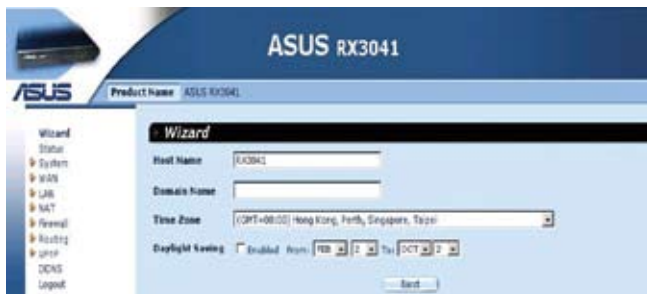 ASUS RX3041
ASUS
Product Name ASUS RX3041
Wizard
Status
System
WAN
LAN
NAT
Firewall
Routing
UPnP
DDNS
Logout
Wizard
Host Name RX3041
Domain Name
Time Zone (GMT+08:00) Hong Kong, Perth, Singapore, Taipei
Daylight Saving Enabled From: FEB 2 To: OCT 2
Next